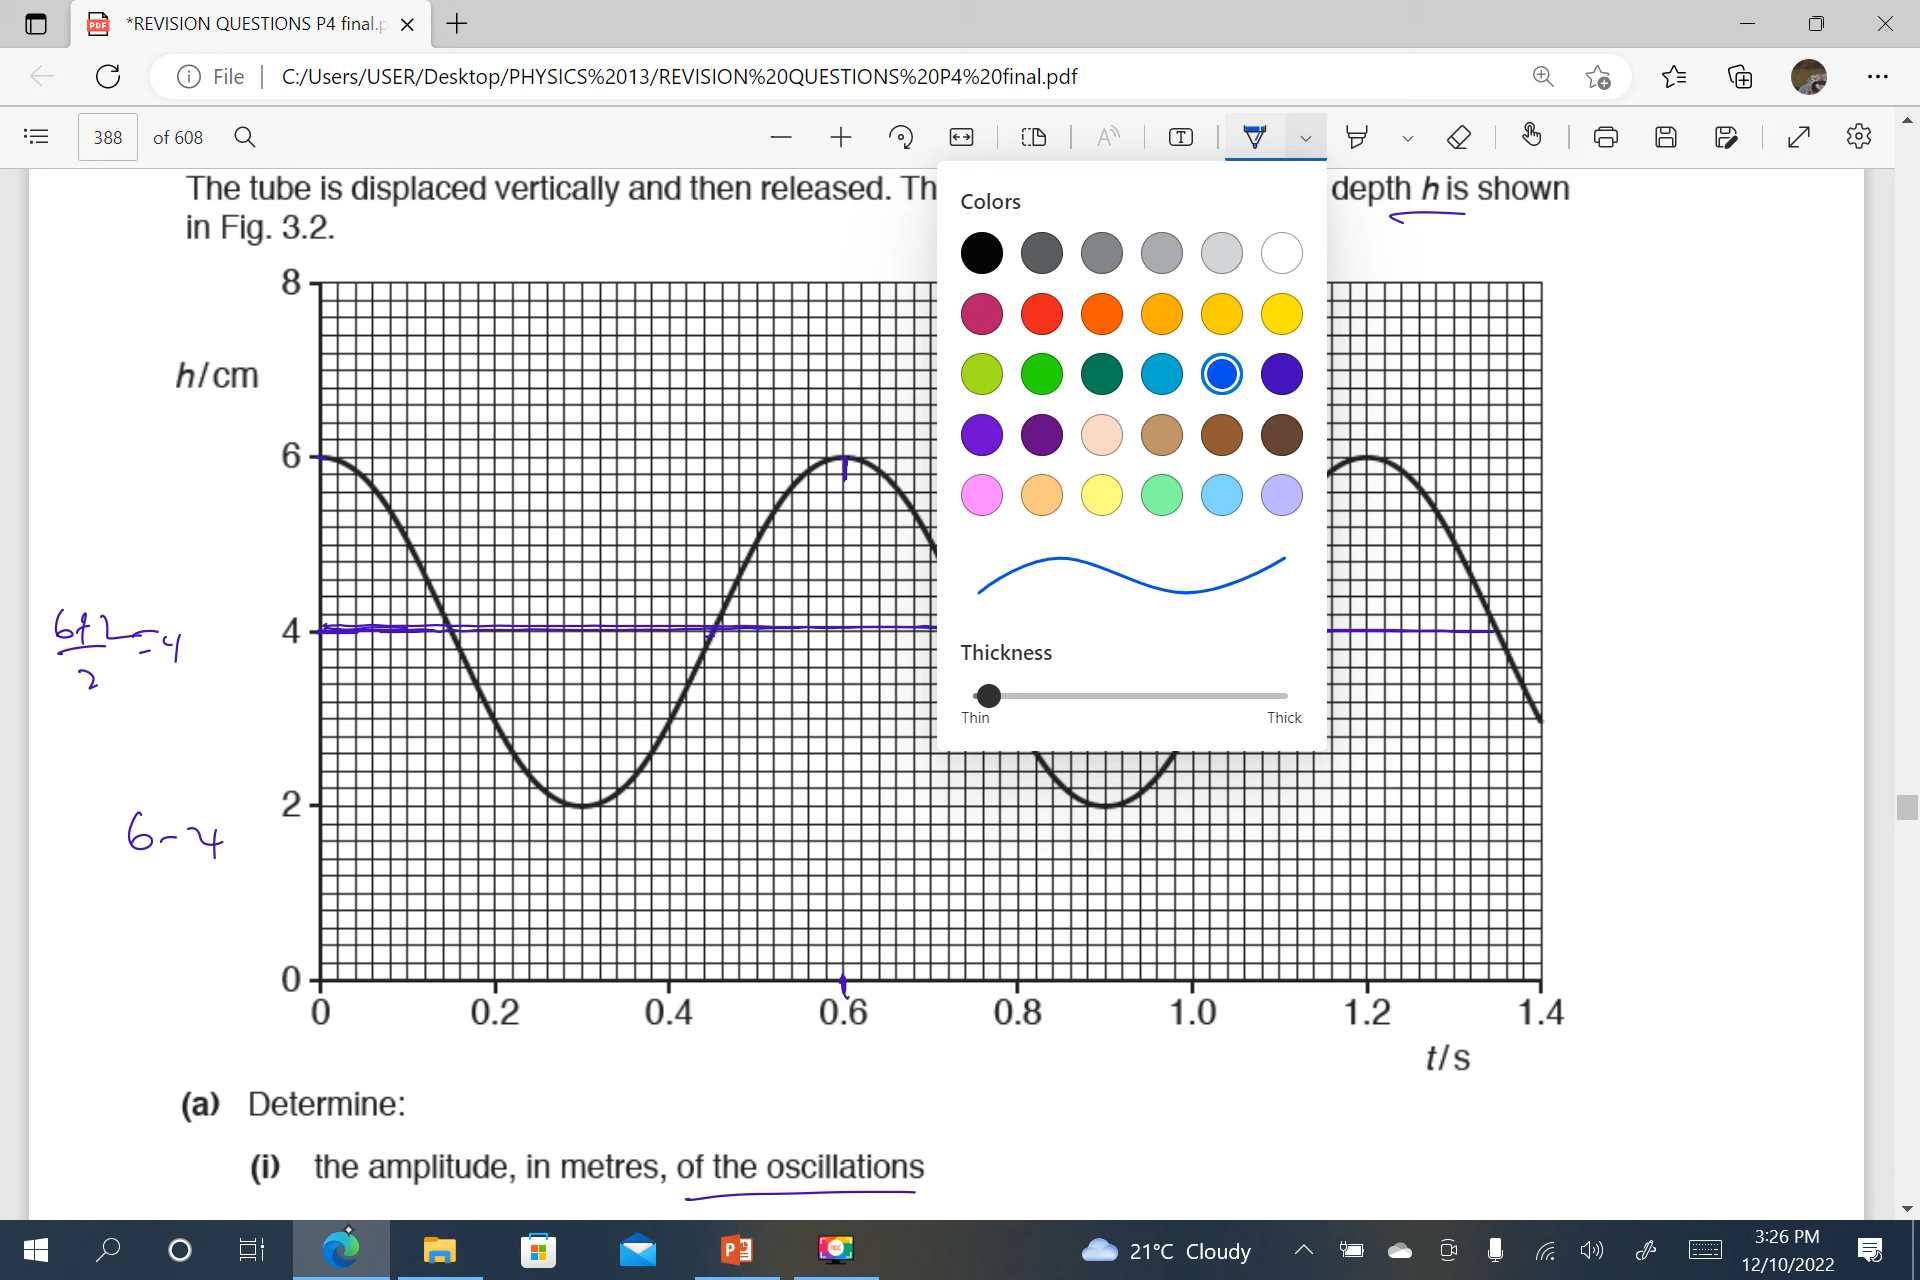 *REVISION QUESTIONS P4 final.p
File
C:/Users/USER/Desktop/PHYSICS%2013/REVISION%20QUESTIONS%20P4%20final.pdf
388 of 608
The tube is displaced vertically and then released. Th depth h is shown
in Fig. 3.2.
Colors
Thickness
Thin Thick
8
h/cm
6
4
2
0
6+2 = 4
2
6-4
0 0.2 0.4 0.6 0.8 1.0 1.2 1.4
t/s
(a) Determine:
(i) the amplitude, in metres, of the oscillations
21°C Cloudy
3:26 PM
12/10/2022